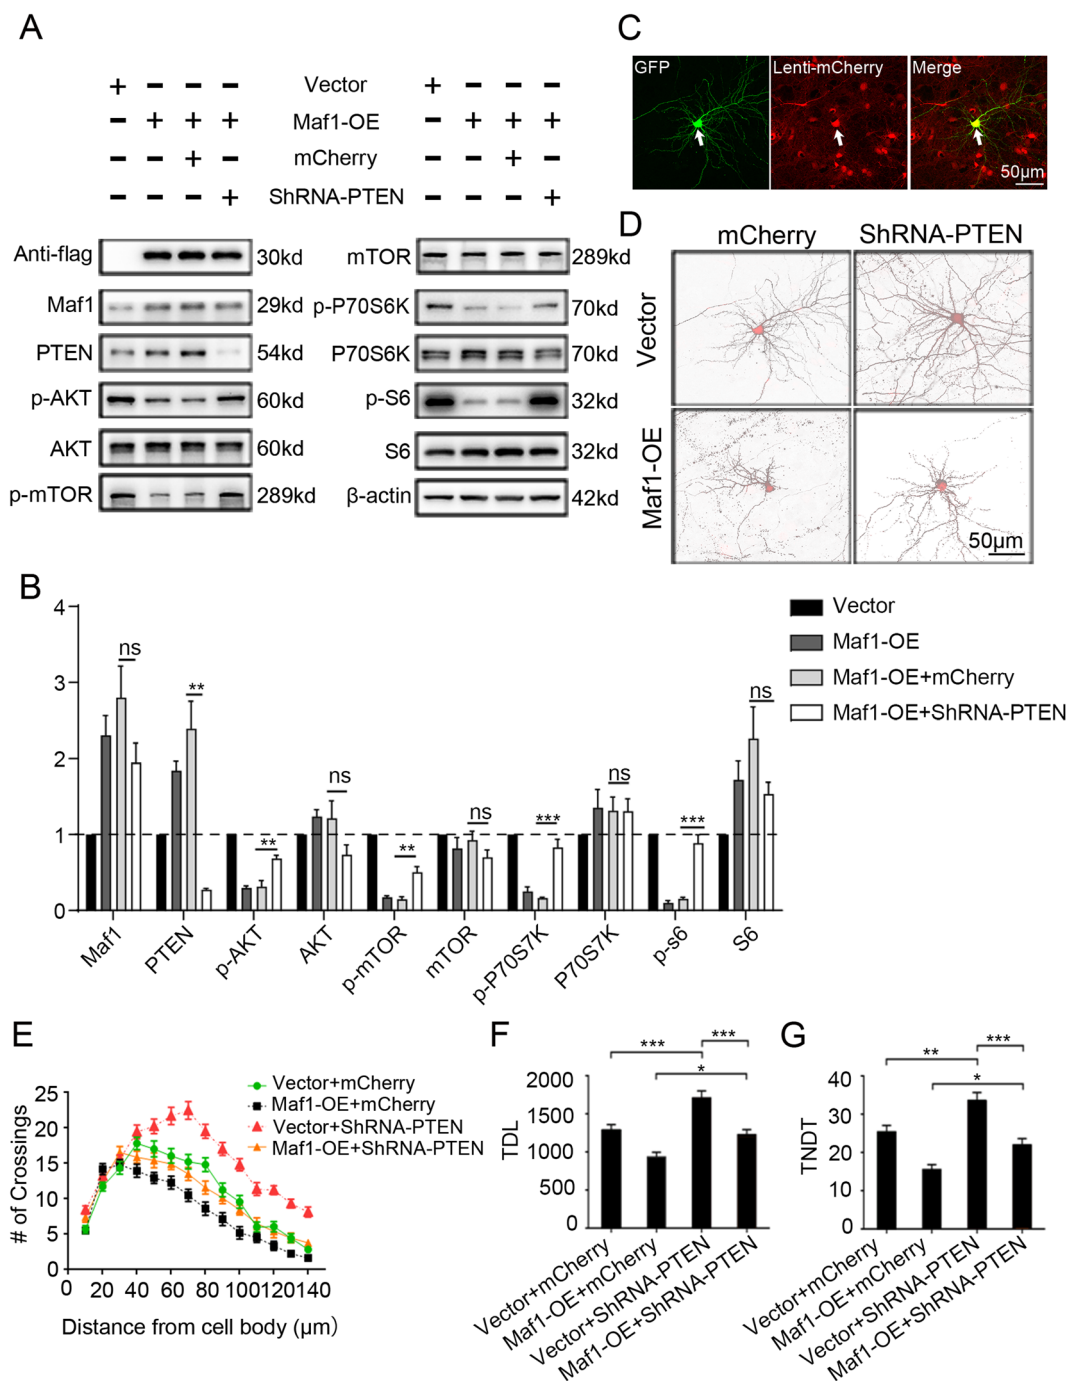 A
+ − − − Vector + − − −
− + + + Maf1-OE − + + +
− − + − mCherry − − + −
− − − + ShRNA-PTEN − − − +
Anti-flag 30kd
Maf1 29kd
PTEN 54kd
p-AKT 60kd
AKT 60kd
p-mTOR 289kd
mTOR 289kd
p-P70S6K 70kd
P70S6K 70kd
p-S6 32kd
S6 32kd
β-actin 42kd
C
GFP Lenti-mCherry Merge
50μm
D
mCherry ShRNA-PTEN
Vector
Maf1-OE
50μm
B
4
3
2
1
0
ns
**
**
ns
**
ns
***
ns
***
ns
Maf1 PTEN p-AKT AKT p-mTOR mTOR p-P70S7K P70S7K p-s6 S6
Vector
Maf1-OE
Maf1-OE+mCherry
Maf1-OE+ShRNA-PTEN
E
# of Crossings
25
20
15
10
5
0
0 20 40 60 80 100120140
Distance from cell body (μm)
Vector+mCherry
Maf1-OE+mCherry
Vector+ShRNA-PTEN
Maf1-OE+ShRNA-PTEN
F
*** ***
*
TDL
2000
1500
1000
500
0
Vector+mCherry
Maf1-OE+mCherry
Vector+ShRNA-PTEN
Maf1-OE+ShRNA-PTEN
G
** ***
*
TNDT
40
30
20
10
0
Vector+mCherry
Maf1-OE+mCherry
Vector+ShRNA-PTEN
Maf1-OE+ShRNA-PTEN